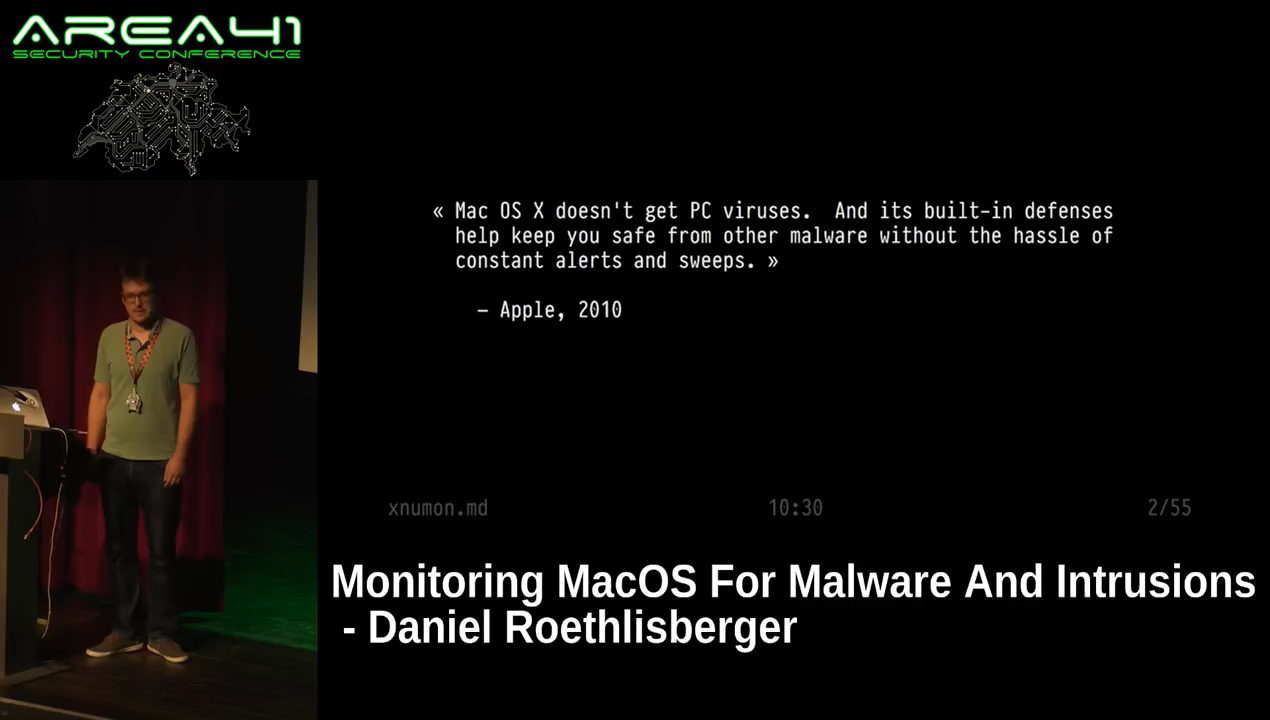 AREA41
SECURITY CONFERENCE
« Mac OS X doesn't get PC viruses.  And its built-in defenses
help keep you safe from other malware without the hassle of
constant alerts and sweeps. »
– Apple, 2010
xnumon.md
10:30
2/55
Monitoring MacOS For Malware And Intrusions
- Daniel Roethlisberger